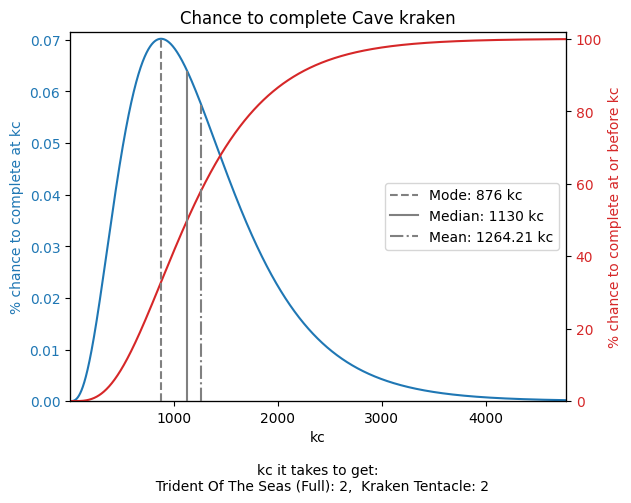 Chance to complete Cave kraken
% chance to complete at kc
0.07
0.06
0.05
0.04
0.03
0.02
0.01
0.00
Mode: 876 kc
Median: 1130 kc
Mean: 1264.21 kc
100
80
60
40
20
0
% chance to complete at or before kc
1000
2000
3000
4000
kc
kc it takes to get:
Trident Of The Seas (Full): 2,  Kraken Tentacle: 2